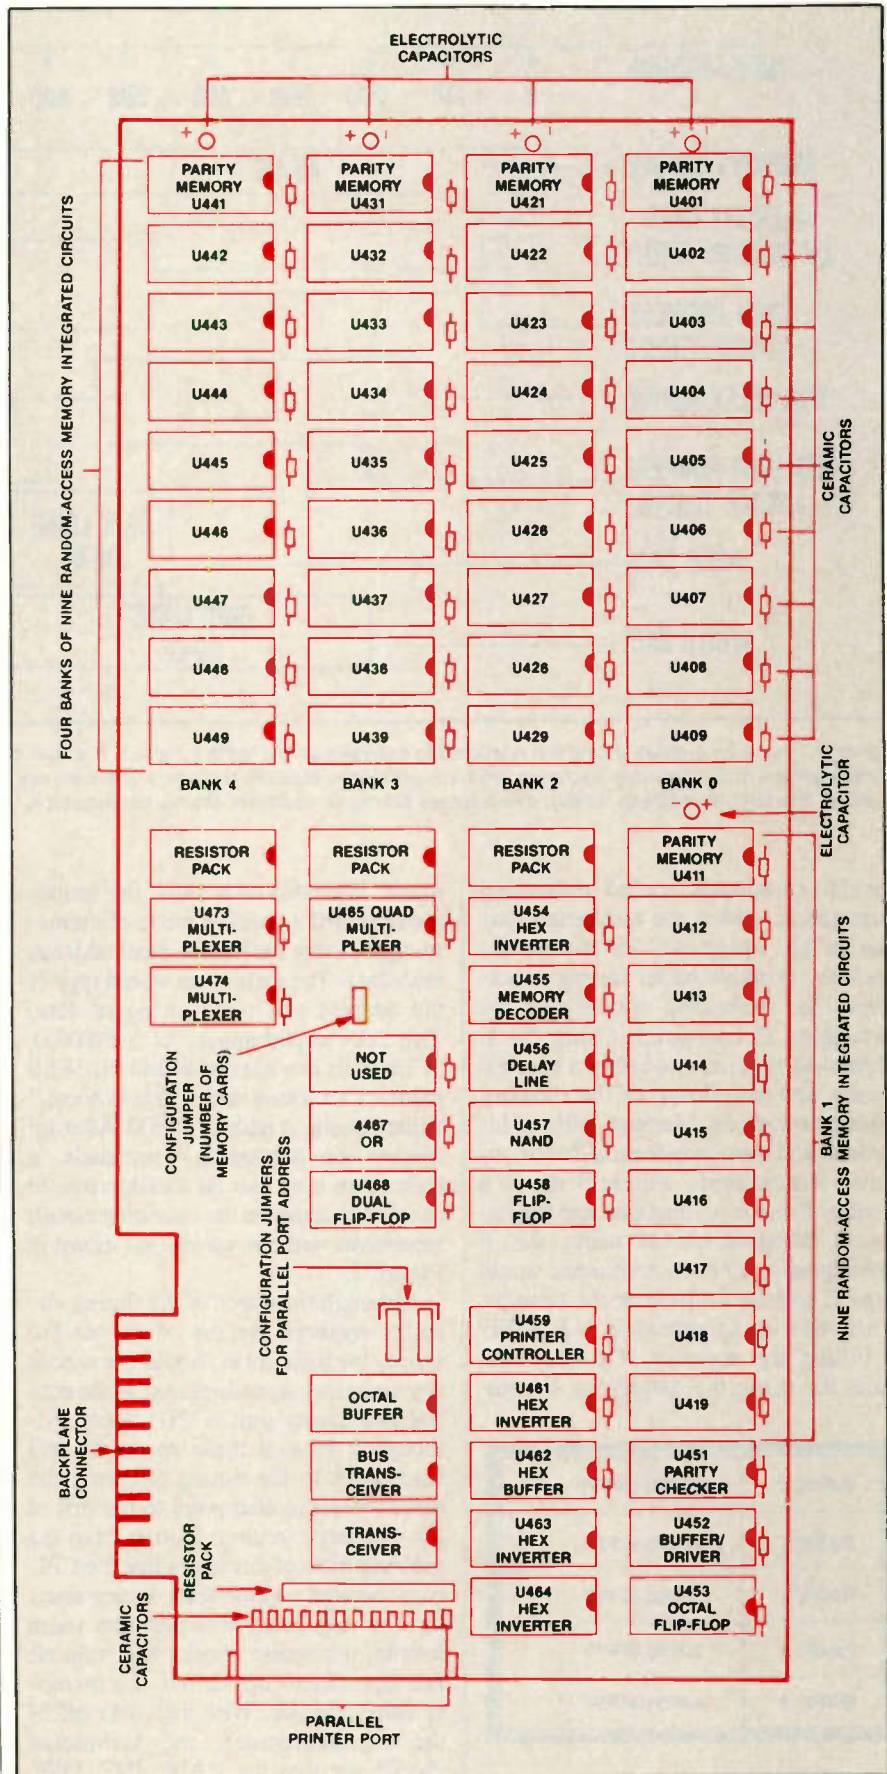 ELECTROLYTIC
CAPACITORS
+
+ -
+ -
+ -
PARITY
MEMORY
U441
PARITY
MEMORY
U431
PARITY
MEMORY
U421
PARITY
MEMORY
U401
U442
U432
U422
U402
U443
U433
U423
U403
U444
U434
U424
U404
U445
U435
U425
U405
U446
U436
U426
U406
U447
U437
U427
U407
U446
U436
U426
U408
U449
U439
U429
U409
FOUR BANKS OF NINE RANDOM-ACCESS MEMORY INTEGRATED CIRCUITS
CERAMIC
CAPACITORS
BANK 4
BANK 3
BANK 2
BANK 0
- +
ELECTROLYTIC
CAPACITOR
RESISTOR
PACK
RESISTOR
PACK
RESISTOR
PACK
PARITY
MEMORY
U411
U473
MULTI-
PLEXER
U465 QUAD
MULTI-
PLEXER
U454
HEX
INVERTER
U412
U474
MULTI-
PLEXER
U455
MEMORY
DECODER
U413
CONFIGURATION
JUMPER
(NUMBER OF
MEMORY CARDS)
NOT
USED
U456
DELAY
LINE
U414
4467
OR
U457
NAND
U415
U468
DUAL
FLIP-FLOP
U458
FLIP-
FLOP
U416
BANK 1
NINE RANDOM-ACCESS MEMORY INTEGRATED CIRCUITS
U417
CONFIGURATION JUMPERS
FOR PARALLEL PORT ADDRESS
U459
PRINTER
CONTROLLER
U418
OCTAL
BUFFER
U461
HEX
INVERTER
U419
BACKPLANE
CONNECTOR
BUS
TRANS-
CEIVER
U462
HEX
BUFFER
U451
PARITY
CHECKER
TRANS-
CEIVER
U463
HEX
INVERTER
U452
BUFFER/
DRIVER
RESISTOR
PACK
U464
HEX
INVERTER
U453
OCTAL
FLIP-FLOP
CERAMIC
CAPACITORS
PARALLEL
PRINTER PORT